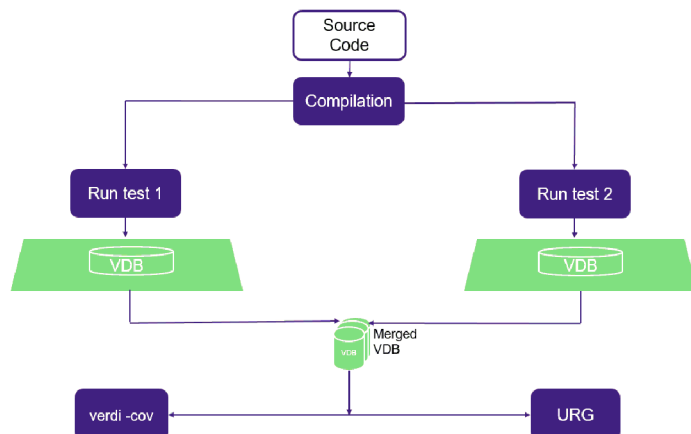 Source
Code
Compilation
Run test 1
Run test 2
VDB
VDB
VDB
Merged
VDB
verdi -cov
URG